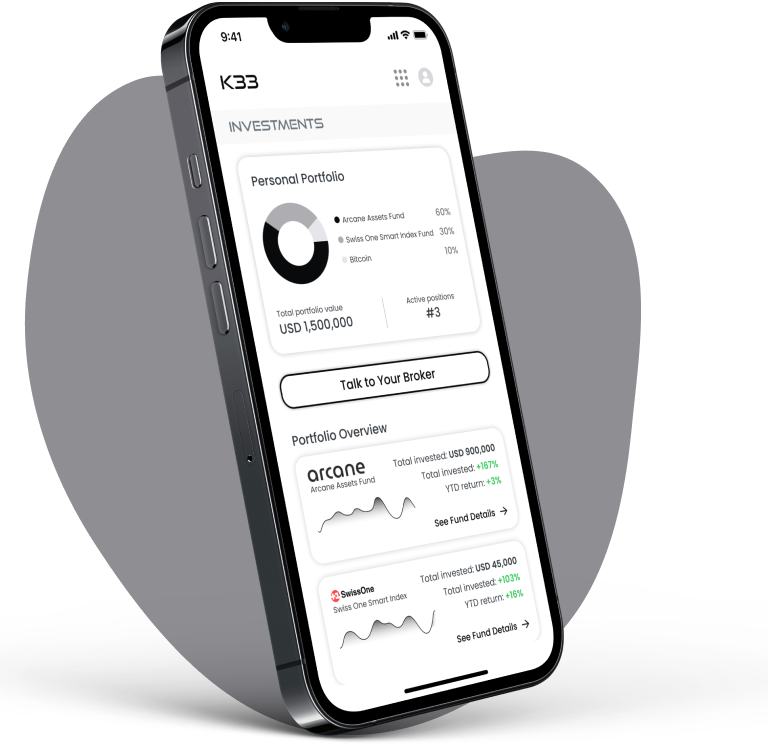 9:41
K33
INVESTMENTS
Personal Portfolio
Arcane Assets Fund 60%
Swiss One Smart Index Fund 30%
Bitcoin 10%
Total portfolio value
USD 1,500,000
Active positions
#3
Talk to Your Broker
Portfolio Overview
arcane
Arcane Assets Fund
Total invested: USD 900,000
Total invested: +167%
YTD return: +3%
See Fund Details →
SwissOne
Swiss One Smart Index
Total invested: USD 45,000
Total invested: +103%
YTD return: +16%
See Fund Details →